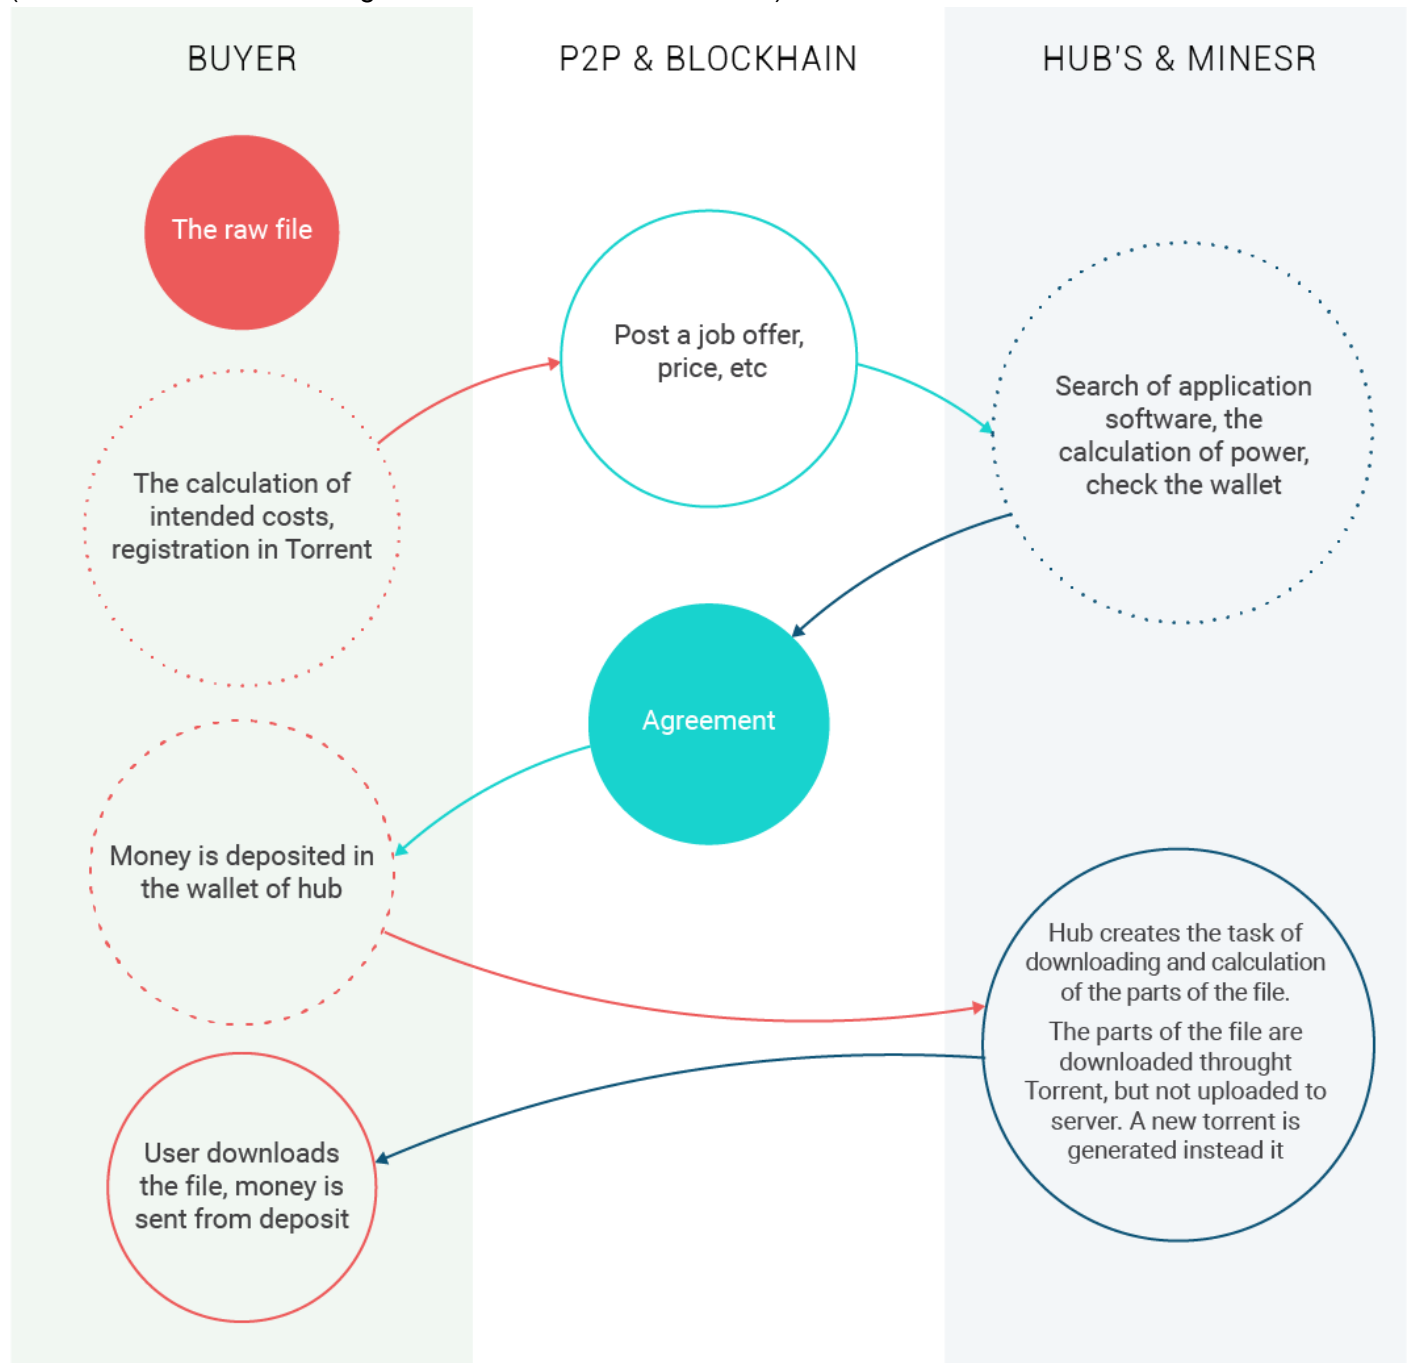 BUYER
P2P & BLOCKHAIN
HUB'S & MINESR
The raw file
Post a job offer,
price, etc
Search of application
software, the
calculation of power,
check the wallet
The calculation of
intended costs,
registration in Torrent
Agreement
Money is deposited in
the wallet of hub
Hub creates the task of
downloading and calculation
of the parts of the file.
The parts of the file are
downloaded throught
Torrent, but not uploaded to
server. A new torrent is
generated instead it
User downloads
the file, money is
sent from deposit